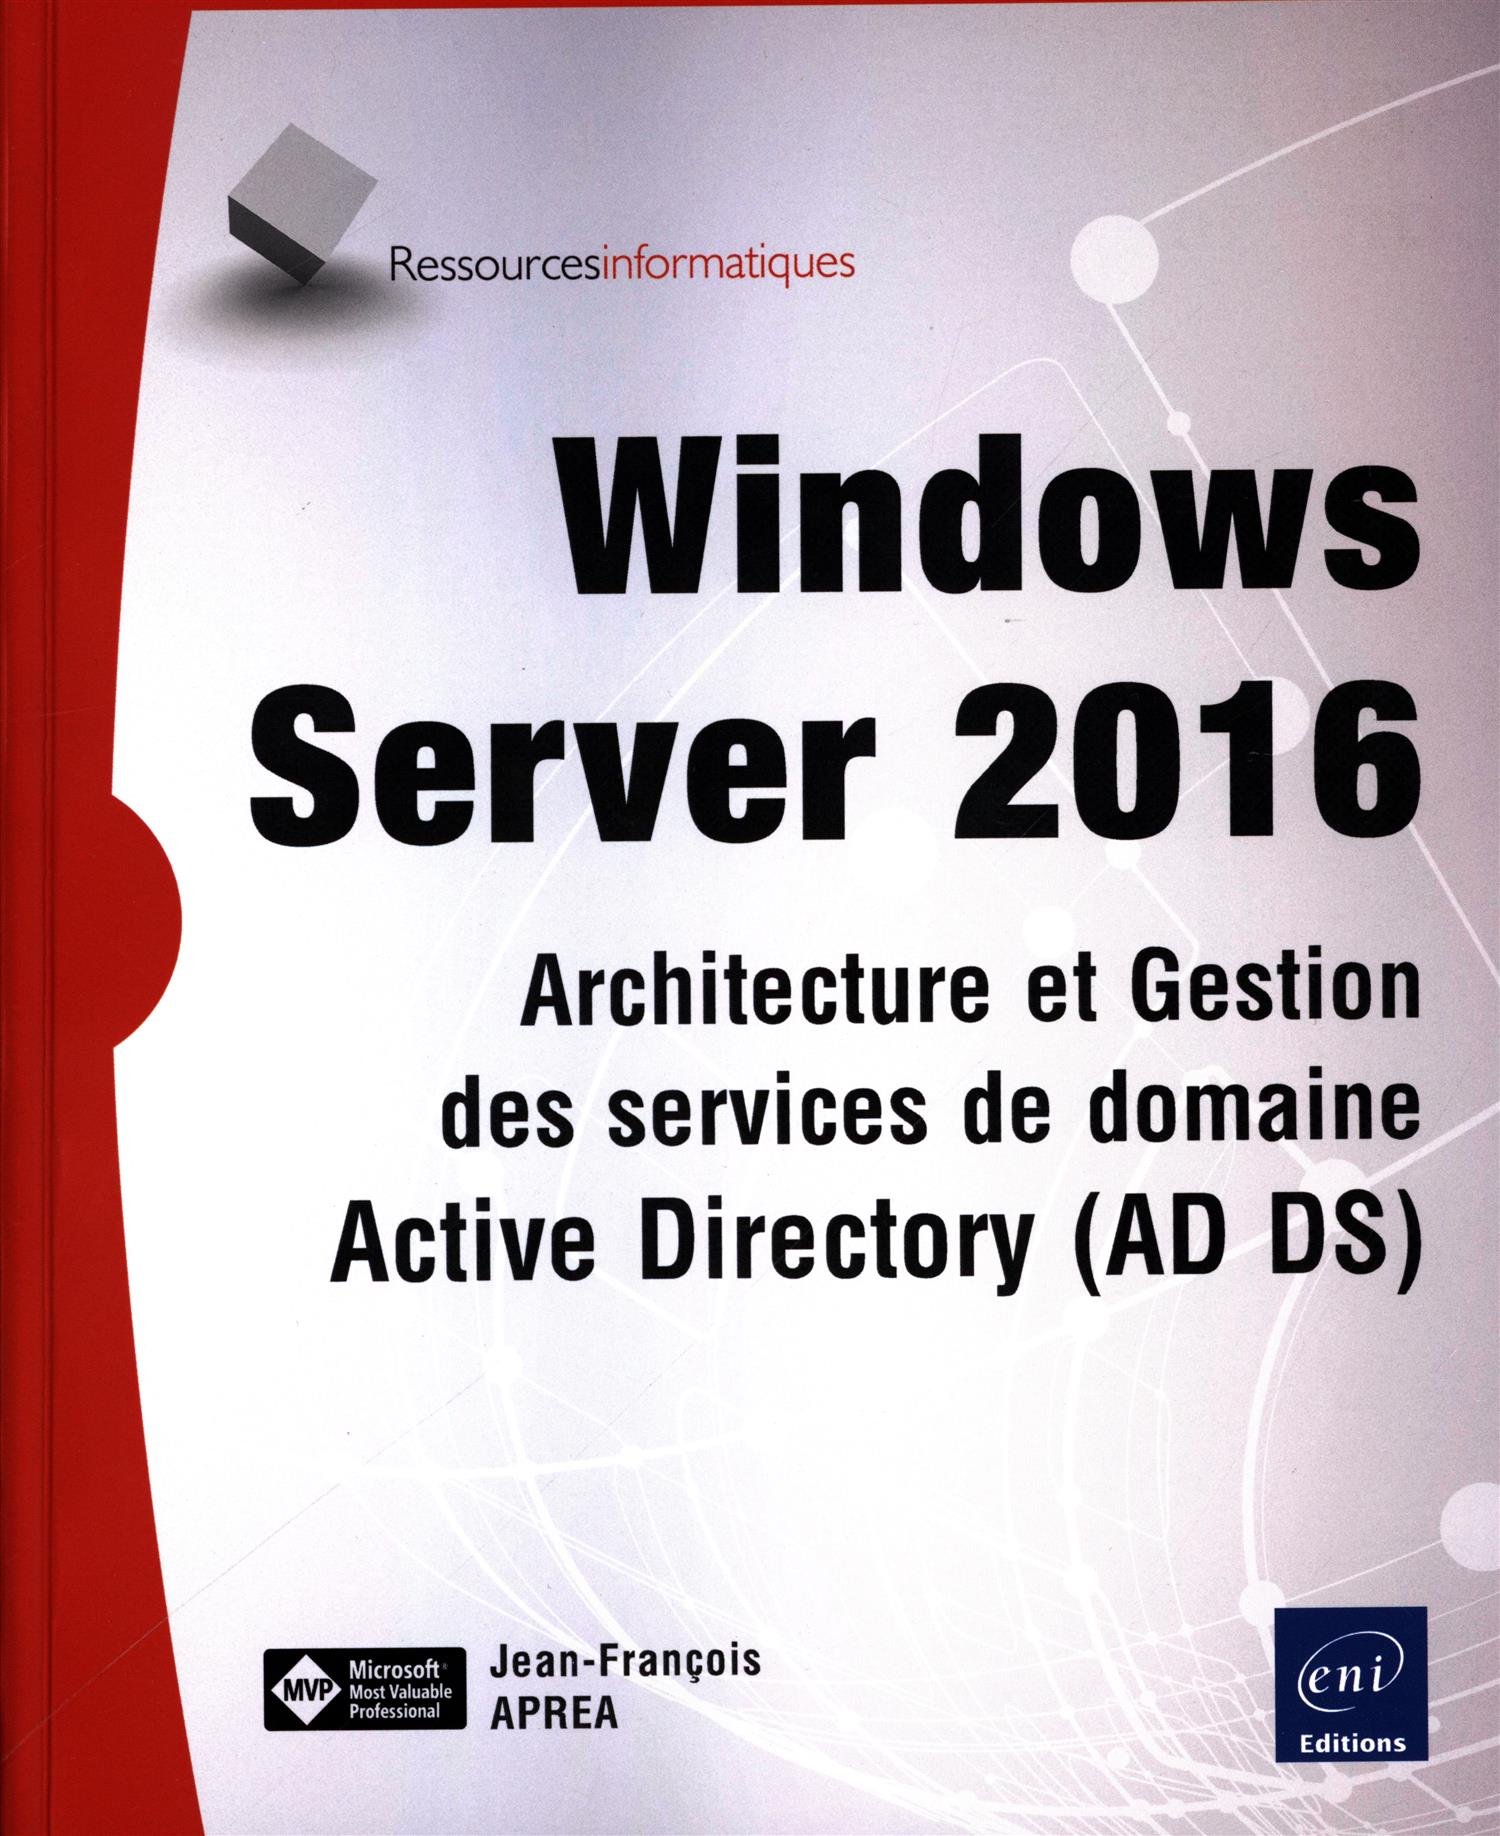 Ressourcesinformatiques
Windows
Server 2016
Architecture et Gestion
des services de domaine
Active Directory (AD DS)
MVP
Microsoft®
Most Valuable
Professional
Jean-François
APREA
eni
Editions